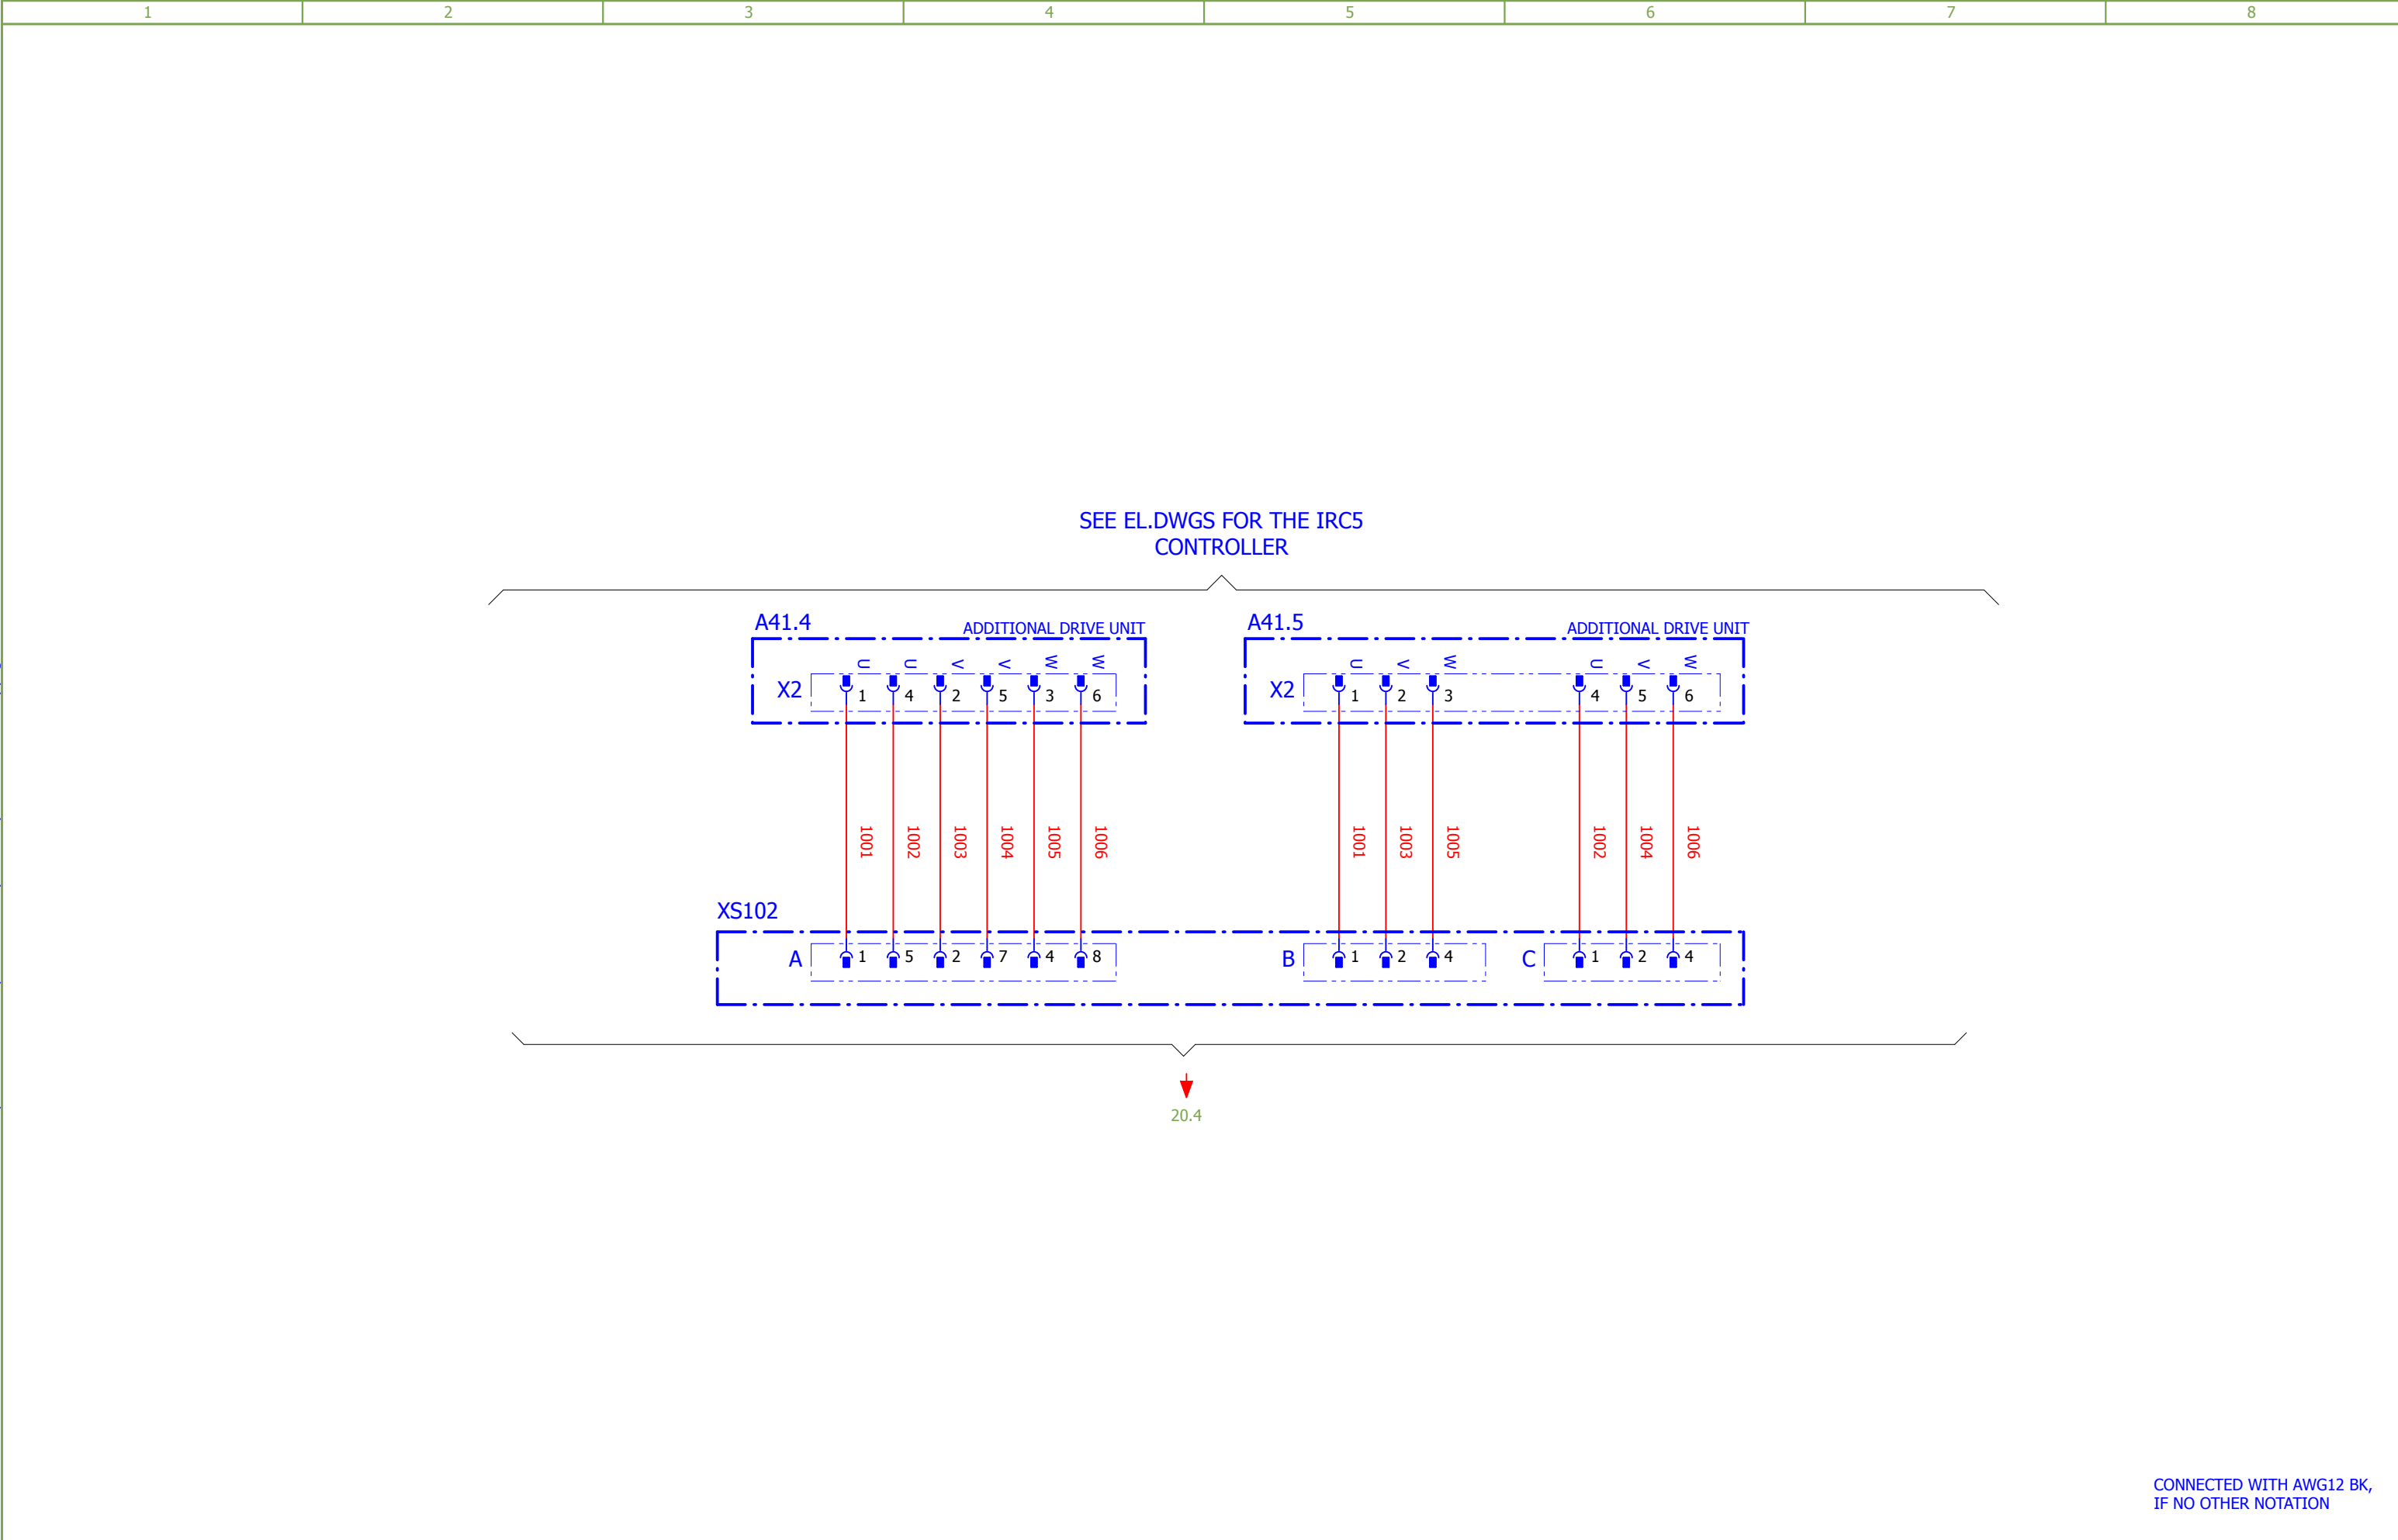 1 2 3 4 5 6 7 8
SEE EL.DWGS FOR THE IRC5
CONTROLLER
A41.4 ADDITIONAL DRIVE UNIT A41.5 ADDITIONAL DRIVE UNIT
U U V V W W U V W U V W
X2 1 4 2 5 3 6 X2 1 2 3 4 5 6
1001 1002 1003 1004 1005 1006 1001 1003 1005 1002 1004 1006
XS102
A 1 5 2 7 4 8 B 1 2 4 C 1 2 4
20.4
CONNECTED WITH AWG12 BK,
IF NO OTHER NOTATION